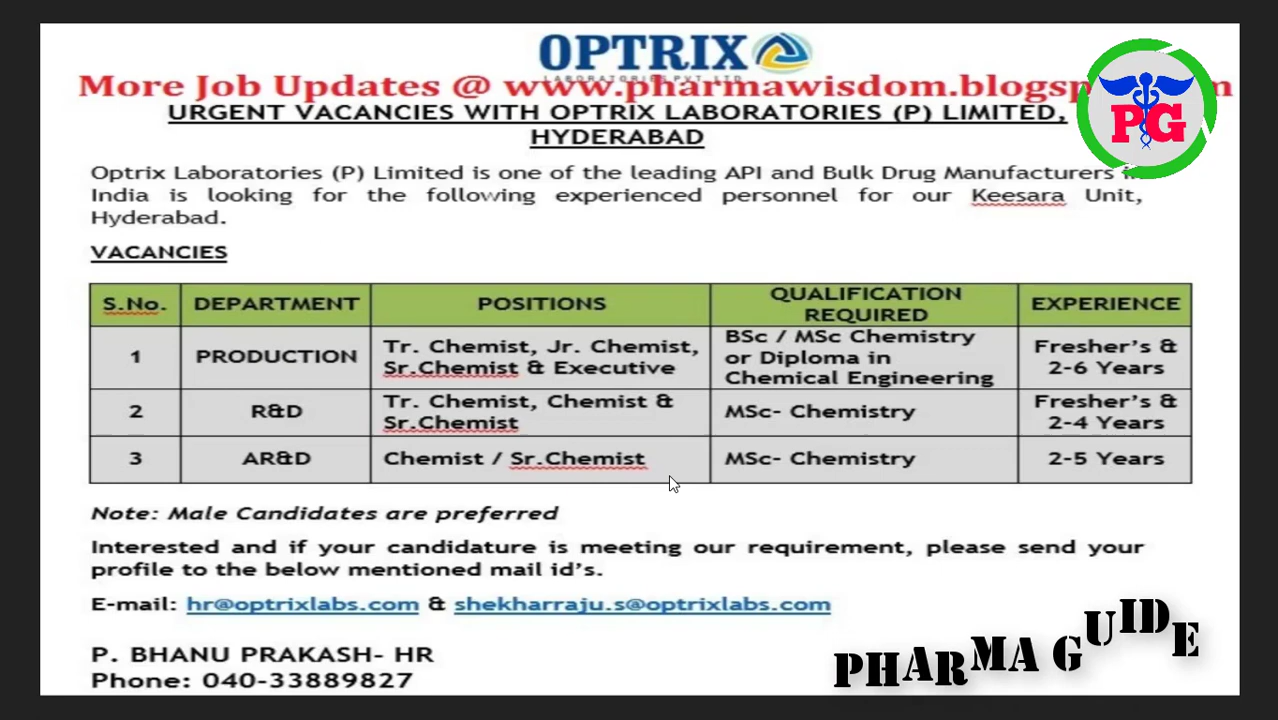 OPTRIX
LABORATORIES PVT. LTD.
More Job Updates @ www.pharmawisdom.blogsp m
PG
URGENT VACANCIES WITH OPTRIX LABORATORIES (P) LIMITED,
HYDERABAD
Optrix Laboratories (P) Limited is one of the leading API and Bulk Drug Manufacturers in
India is looking for the following experienced personnel for our Keesara Unit,
Hyderabad.
VACANCIES
S.No. DEPARTMENT POSITIONS QUALIFICATION REQUIRED EXPERIENCE
1 PRODUCTION Tr. Chemist, Jr. Chemist, Sr.Chemist & Executive BSc / MSc Chemistry or Diploma in Chemical Engineering Fresher's & 2-6 Years
2 R&D Tr. Chemist, Chemist & Sr.Chemist MSc- Chemistry Fresher's & 2-4 Years
3 AR&D Chemist / Sr.Chemist MSc- Chemistry 2-5 Years
Note: Male Candidates are preferred
Interested and if your candidature is meeting our requirement, please send your
profile to the below mentioned mail id's.
E-mail: hr@optrixlabs.com & shekharraju.s@optrixlabs.com
P. BHANU PRAKASH- HR
Phone: 040-33889827
PHARMA GUIDE